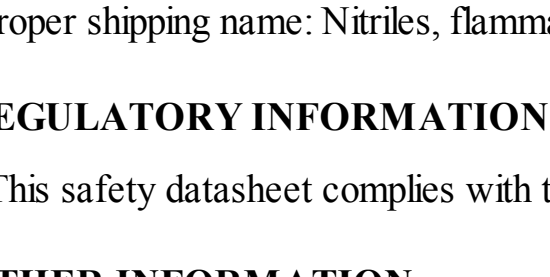 roper shipping name: Nitriles, flamma
EGULATORY INFORMATION
This safety datasheet complies with t
THER INFORMATION